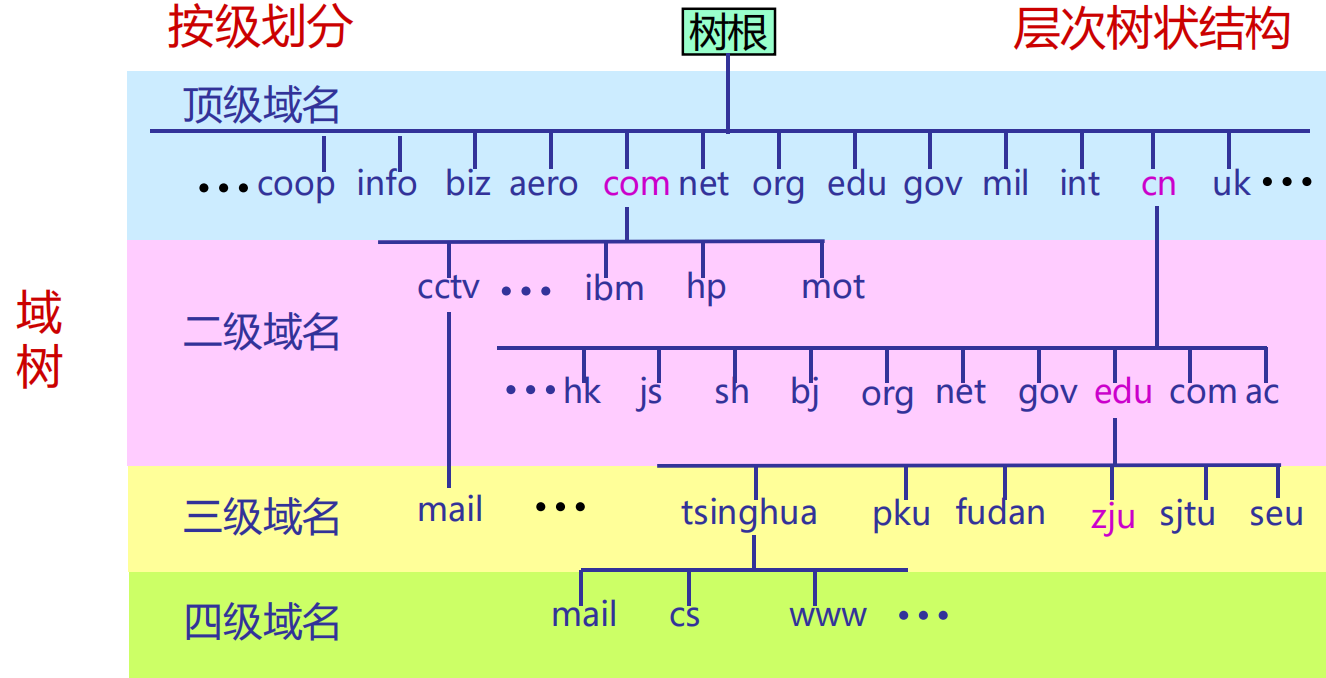 按级划分 树根 层次树状结构
顶级域名
••• coop info biz aero com net org edu gov mil int cn uk •••
域树
cctv ••• ibm hp mot
二级域名
••• hk js sh bj org net gov edu com ac
三级域名 mail ••• tsinghua pku fudan zju sjtu seu
四级域名 mail cs www •••